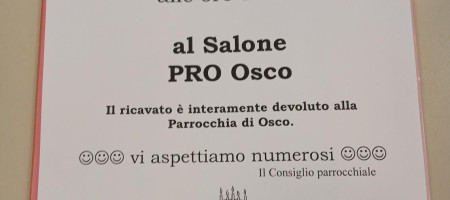 al Salone
PRO Osco
Il ricavato è interamente devoluto alla
Parrocchia di Osco.
☺☺☺ vi aspettiamo numerosi ☺☺☺
Il Consiglio parrocchiale